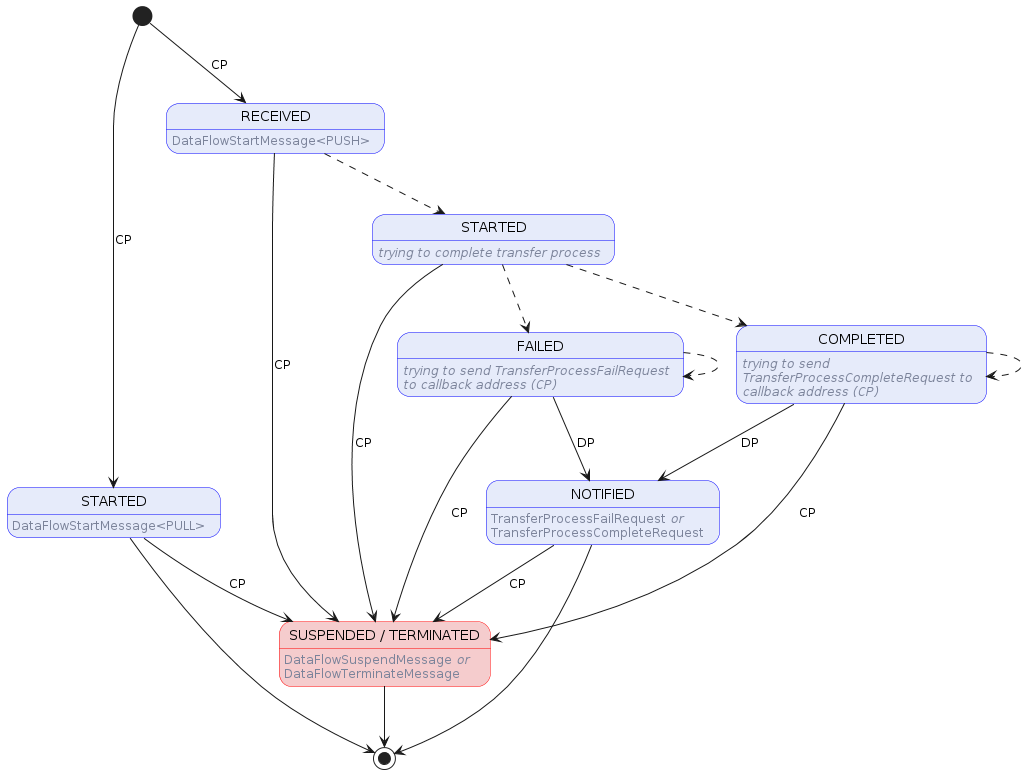 CP
RECEIVED
DataFlowStartMessage<PUSH>
STARTED
trying to complete transfer process
CP
COMPLETED
trying to send
TransferProcessCompleteRequest to
callback address (CP)
FAILED
trying to send TransferProcessFailRequest
to callback address (CP)
CP
CP
DP
DP
STARTED
DataFlowStartMessage<PULL>
NOTIFIED
TransferProcessFailRequest or
TransferProcessCompleteRequest
CP
CP
CP
CP
SUSPENDED / TERMINATED
DataFlowSuspendMessage or
DataFlowTerminateMessage